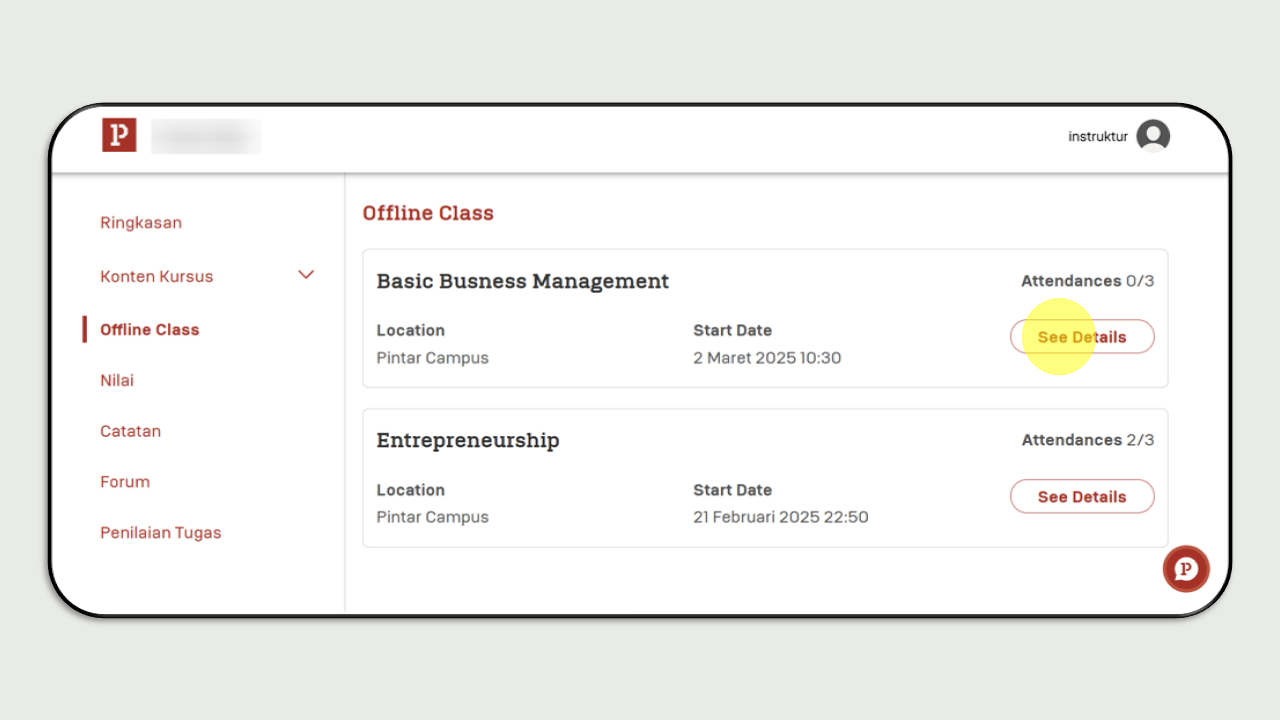 P
instruktur
Ringkasan
Konten Kursus
Offline Class
Nilai
Catatan
Forum
Penilaian Tugas
Offline Class
Basic Busness Management
Attendances 0/3
Location
Start Date
See Details
Pintar Campus
2 Maret 2025 10:30
Entrepreneurship
Attendances 2/3
Location
Start Date
See Details
Pintar Campus
21 Februari 2025 22:50
P